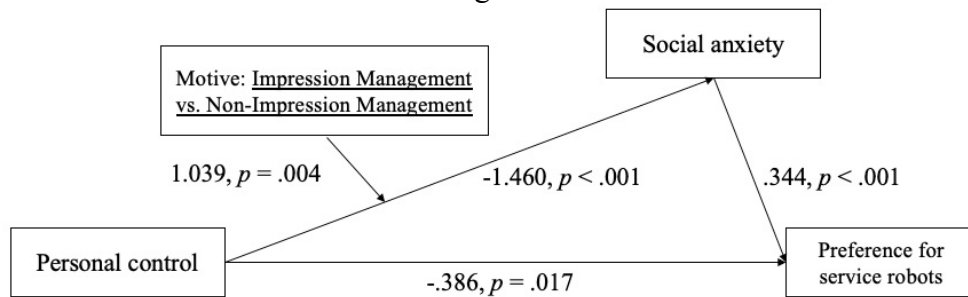 Social anxiety
Motive: Impression Management
vs. Non-Impression Management
1.039, p = .004
-1.460, p < .001
.344, p < .001
Personal control
Preference for
service robots
-.386, p = .017